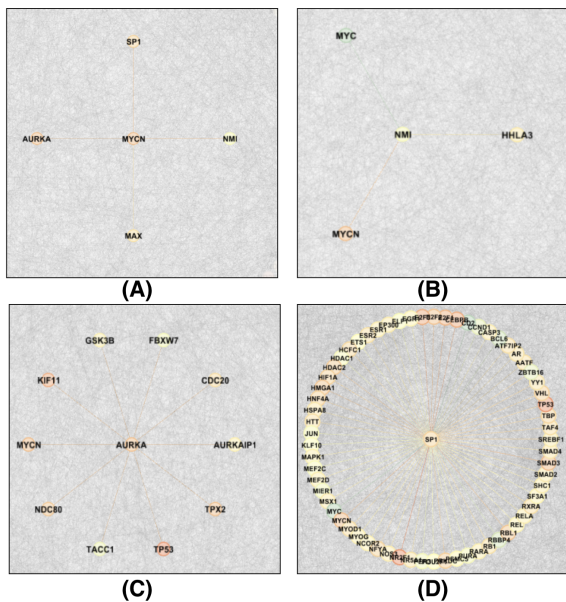 SP1
AURKA MYCN NMI
MAX
(A)
MYC
NMI HHLA3
MYCN
(B)
GSK3B FBXW7
KIF11 CDC20
MYCN AURKA AURKAIP1
NDC80 TPX2
TACC1 TP53
(C)
CCND1
CASP3
BCL6
ATF7IP2
AR
AATF
ZBTB16
YY1
VHL
TP53
TBP
TAF4
SREBF1
SMAD4
SMAD3
SMAD2
SHC1
SF3A1
RXRA
RELA
REL
RBL1
RBBP4
RB1
RARA
PURA
NFYA
NCOR2
MYOG
MYOD1
MYCN
MYC
MSX1
MIER1
MEF2D
MEF2C
MAPK1
KLF10
JUN
HTT
HSPA8
HNF4A
HMGA1
HIF1A
HDAC2
HDAC1
HCFC1
ETS1
ESR2
ESR1
EP300
SP1
(D)